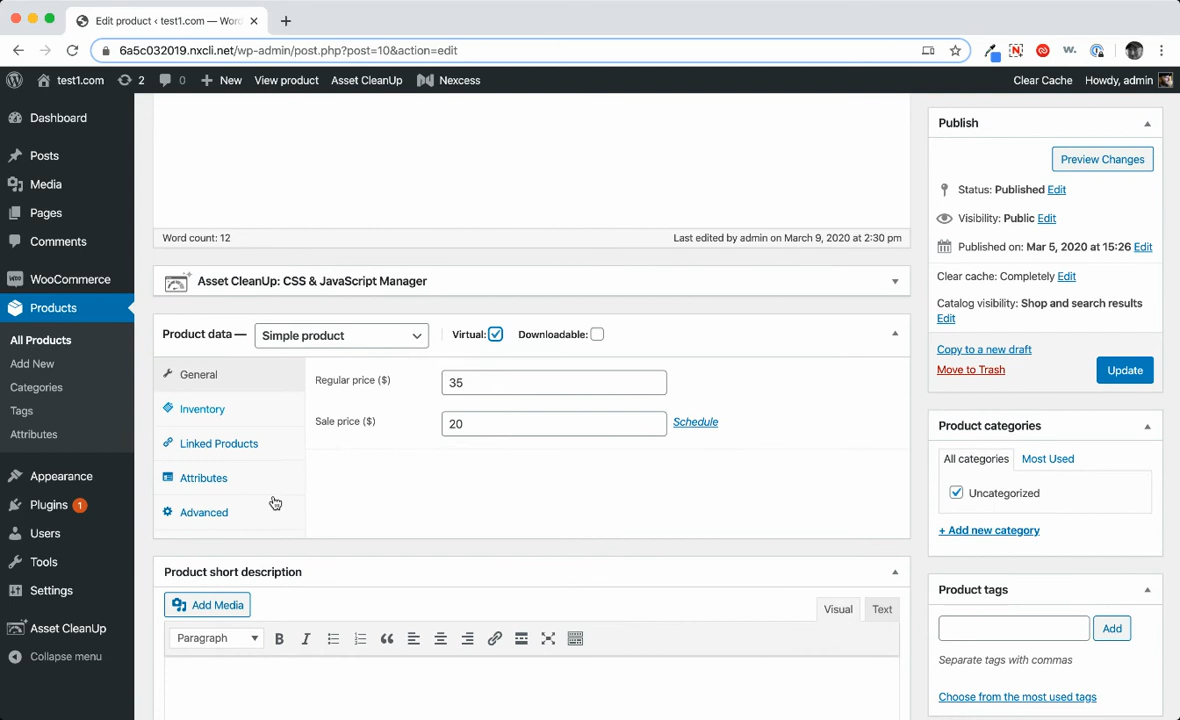 Edit product ‹ test1.com — Wor
6a5c032019.nxcli.net/wp-admin/post.php?post=10&action=edit
test1.com 2 0 New View product Asset CleanUp Nexcess Clear Cache Howdy, admin
Dashboard
Posts
Media
Pages
Comments
WooCommerce
Products
All Products
Add New
Categories
Tags
Attributes
Appearance
Plugins 1
Users
Tools
Settings
Asset CleanUp
Collapse menu
Word count: 12 Last edited by admin on March 9, 2020 at 2:30 pm
Asset CleanUp: CSS & JavaScript Manager
Product data — Simple product Virtual: Downloadable:
General
Inventory
Linked Products
Attributes
Advanced
Regular price ($) 35
Sale price ($) 20 Schedule
Product short description
Add Media
Visual Text
Paragraph
Publish
Preview Changes
Status: Published Edit
Visibility: Public Edit
Published on: Mar 5, 2020 at 15:26 Edit
Clear cache: Completely Edit
Catalog visibility: Shop and search results
Edit
Copy to a new draft
Move to Trash
Update
Product categories
All categories Most Used
Uncategorized
+ Add new category
Product tags
Add
Separate tags with commas
Choose from the most used tags